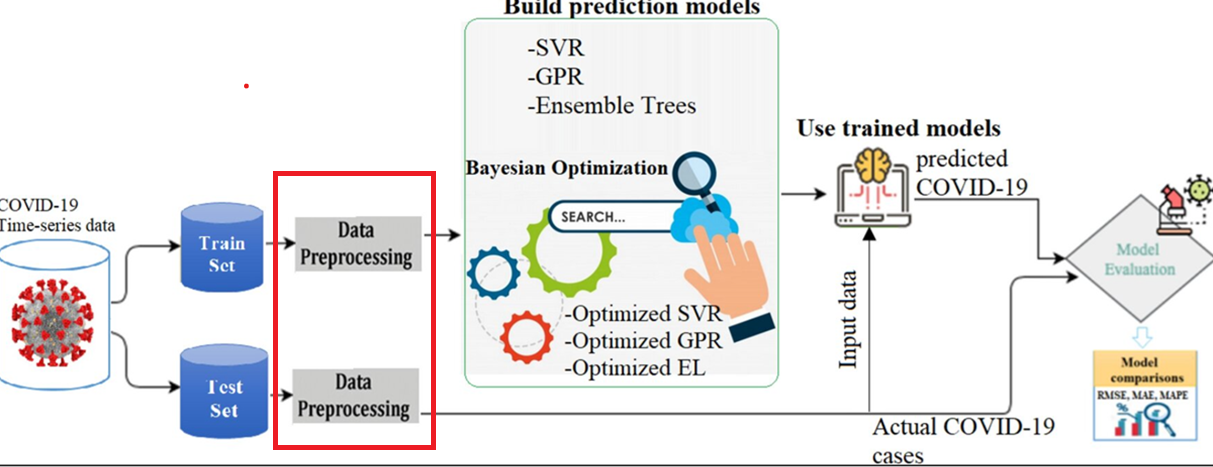 Build prediction models
-SVR
-GPR
-Ensemble Trees
Bayesian Optimization
SEARCH...
-Optimized SVR
-Optimized GPR
-Optimized EL
COVID-19
Time-series data
Train
Set
Test
Set
Data
Preprocessing
Data
Preprocessing
Use trained models
predicted
COVID-19
Input data
Actual COVID-19
cases
Model
Evaluation
Model
comparisons
RMSE, MAE, MAPE
%